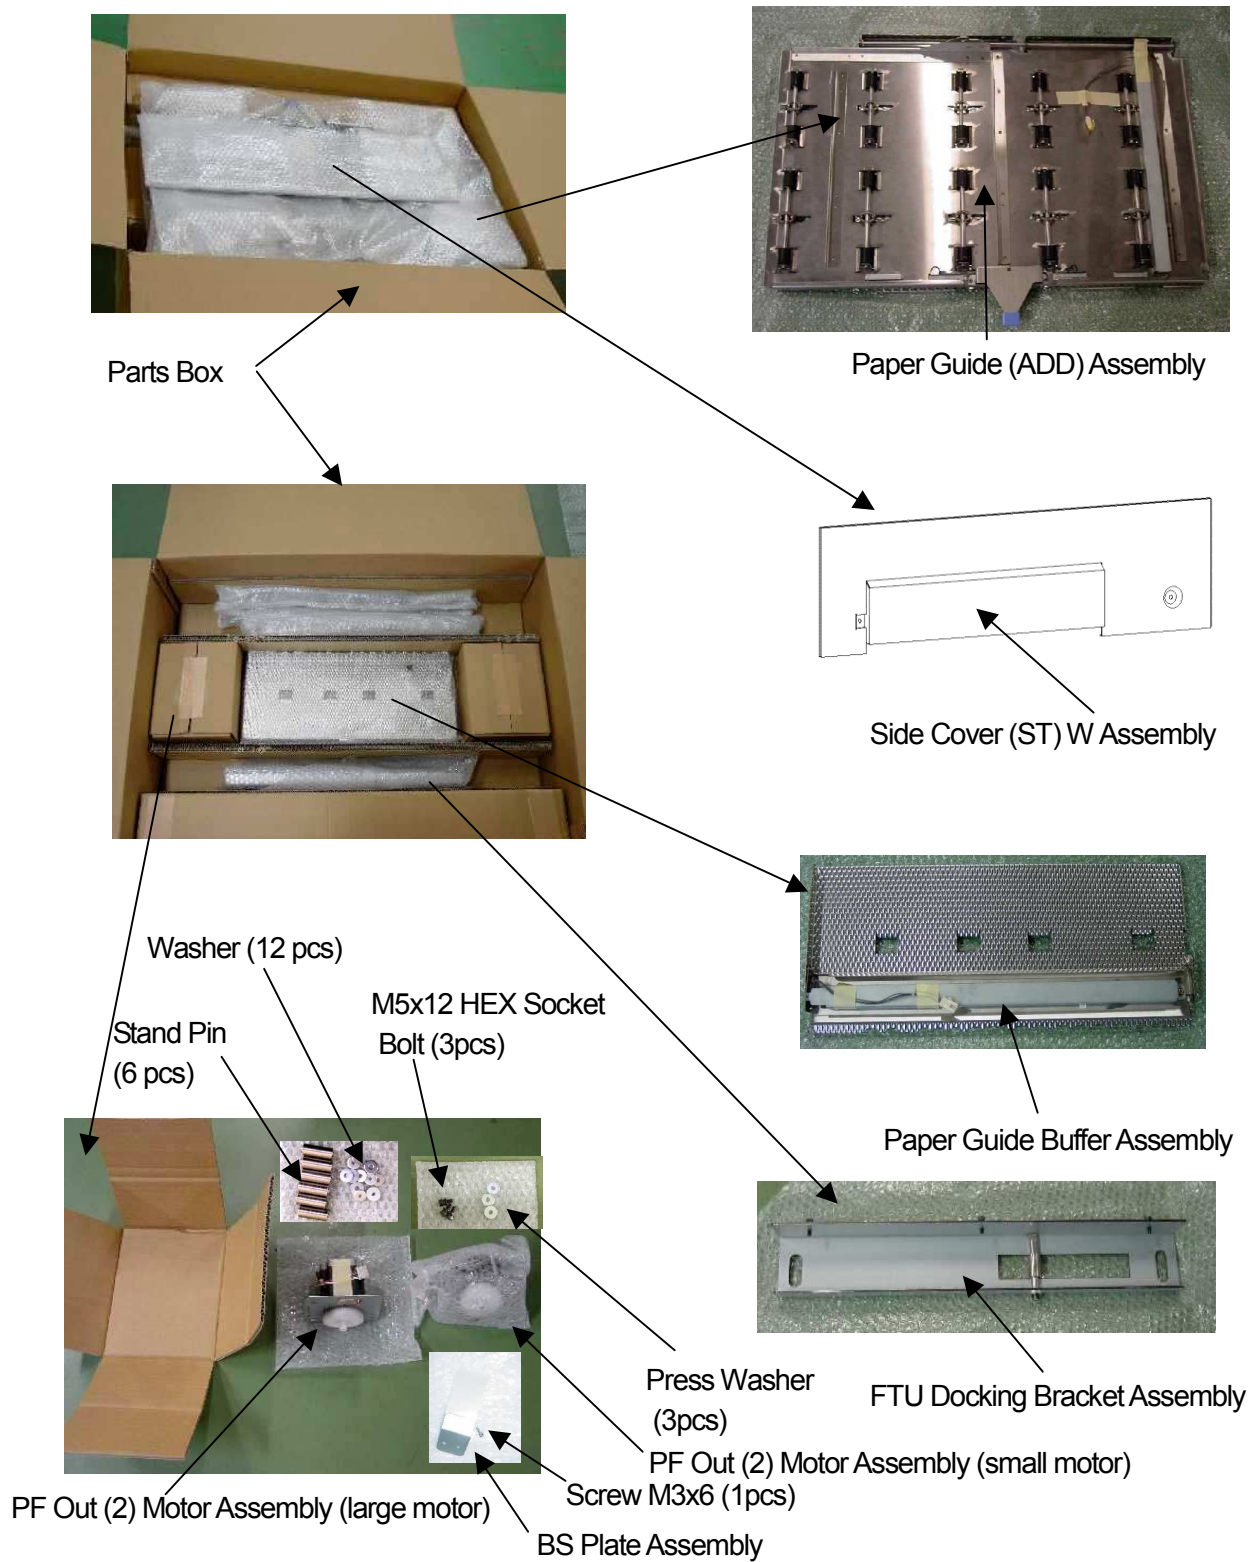 Parts Box
Paper Guide (ADD) Assembly
Side Cover (ST) W Assembly
Washer (12 pcs)
M5x12 HEX Socket
Bolt (3pcs)
Stand Pin
(6 pcs)
Paper Guide Buffer Assembly
Press Washer
(3pcs)
FTU Docking Bracket Assembly
PF Out (2) Motor Assembly (small motor)
Screw M3x6 (1pcs)
PF Out (2) Motor Assembly (large motor)
BS Plate Assembly